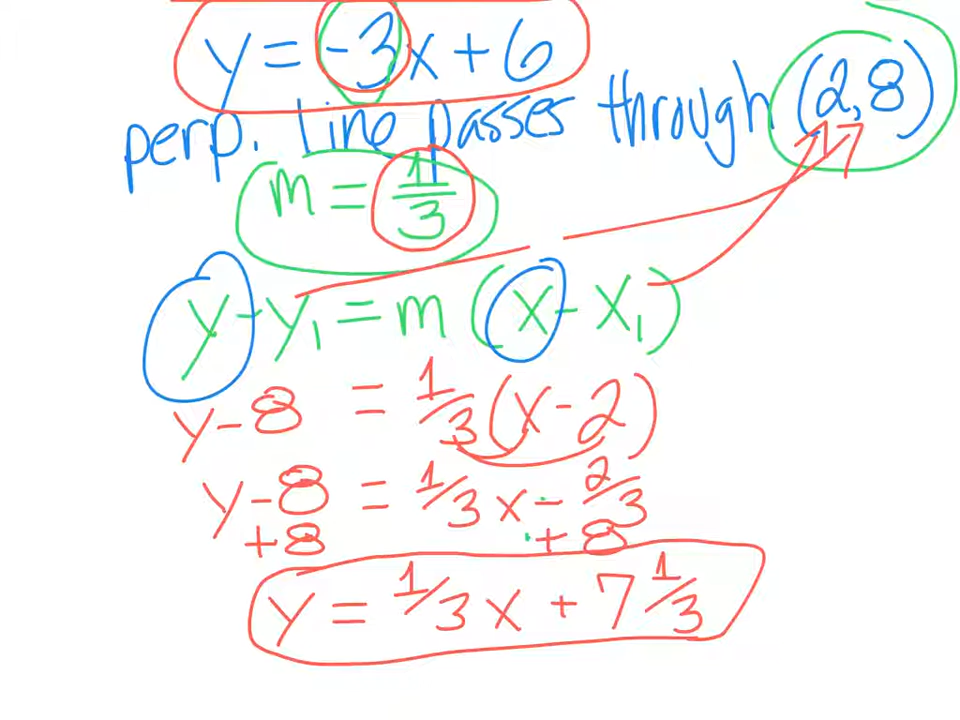 y = -3x + 6
perp. line passes through (2,8)
m = 1/3
y - y₁ = m (x - x₁)
y - 8 = 1/3 (x - 2)
y - 8 = 1/3 x - 2/3
+8 + 8
y = 1/3 x + 7 1/3